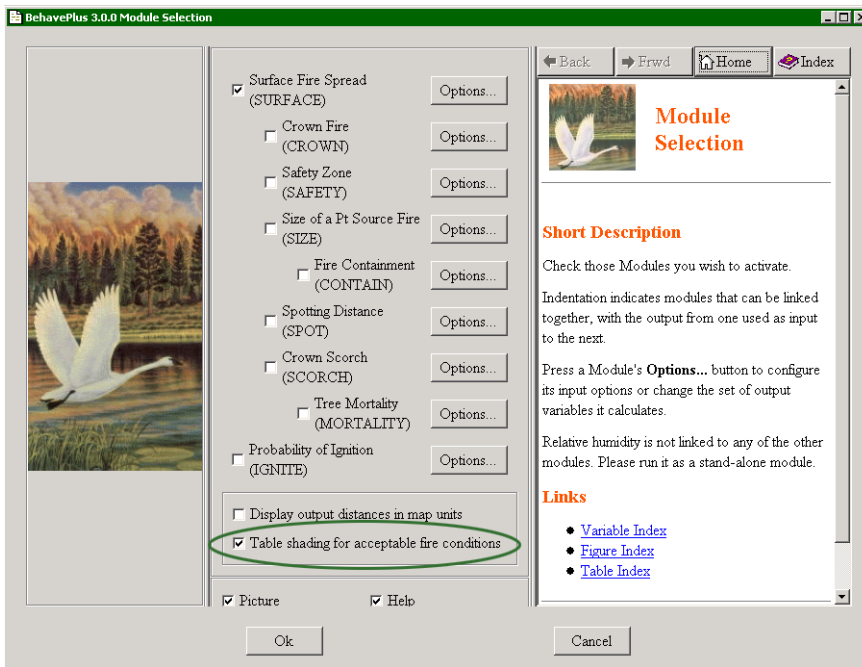 BehavePlus 3.0.0 Module Selection
Surface Fire Spread
(SURFACE)
Options...
Crown Fire
(CROWN)
Options...
Safety Zone
(SAFETY)
Options...
Size of a Pt Source Fire
(SIZE)
Options...
Fire Containment
(CONTAIN)
Options...
Spotting Distance
(SPOT)
Options...
Crown Scorch
(SCORCH)
Options...
Tree Mortality
(MORTALITY)
Options...
Probability of Ignition
(IGNITE)
Options...
Display output distances in map units
Table shading for acceptable fire conditions
Picture
Help
Back
Frwd
Home
Index
Module
Selection
Short Description
Check those Modules you wish to activate.
Indentation indicates modules that can be linked
together, with the output from one used as input
to the next.
Press a Module's Options... button to configure
its input options or change the set of output
variables it calculates.
Relative humidity is not linked to any of the other
modules. Please run it as a stand-alone module.
Links
Variable Index
Figure Index
Table Index
Ok
Cancel